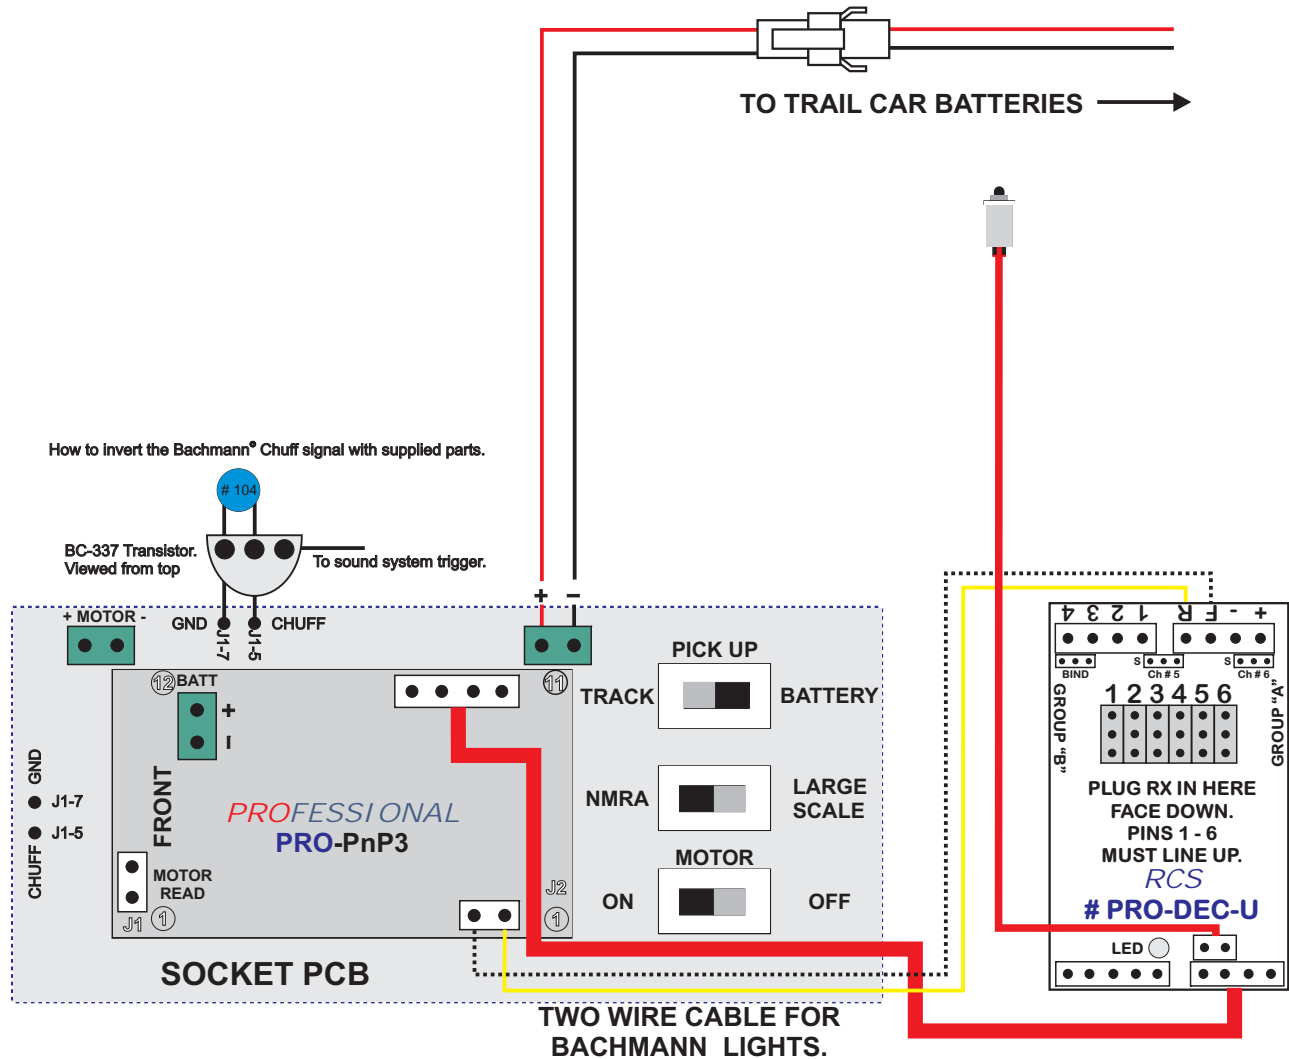 TO TRAIL CAR BATTERIES
How to invert the Bachmann® Chuff signal with supplied parts.
# 104
BC-337 Transistor.
Viewed from top
To sound system trigger.
+ −
+ MOTOR -
GND J1-7 J1-5 CHUFF
12 BATT
+
-
11
PICK UP
TRACK BATTERY
NMRA LARGE
SCALE
MOTOR
ON OFF
GND
J1-7
J1-5
CHUFF
FRONT
PROFESSIONAL
PRO-PnP3
MOTOR
READ
J1 1
J2
1
SOCKET PCB
TWO WIRE CABLE FOR
BACHMANN LIGHTS.
4 3 2 1 R F - +
BIND S Ch # 5 S Ch # 6
GROUP "B"
1 2 3 4 5 6
GROUP "A"
PLUG RX IN HERE
FACE DOWN.
PINS 1 - 6
MUST LINE UP.
RCS
# PRO-DEC-U
LED